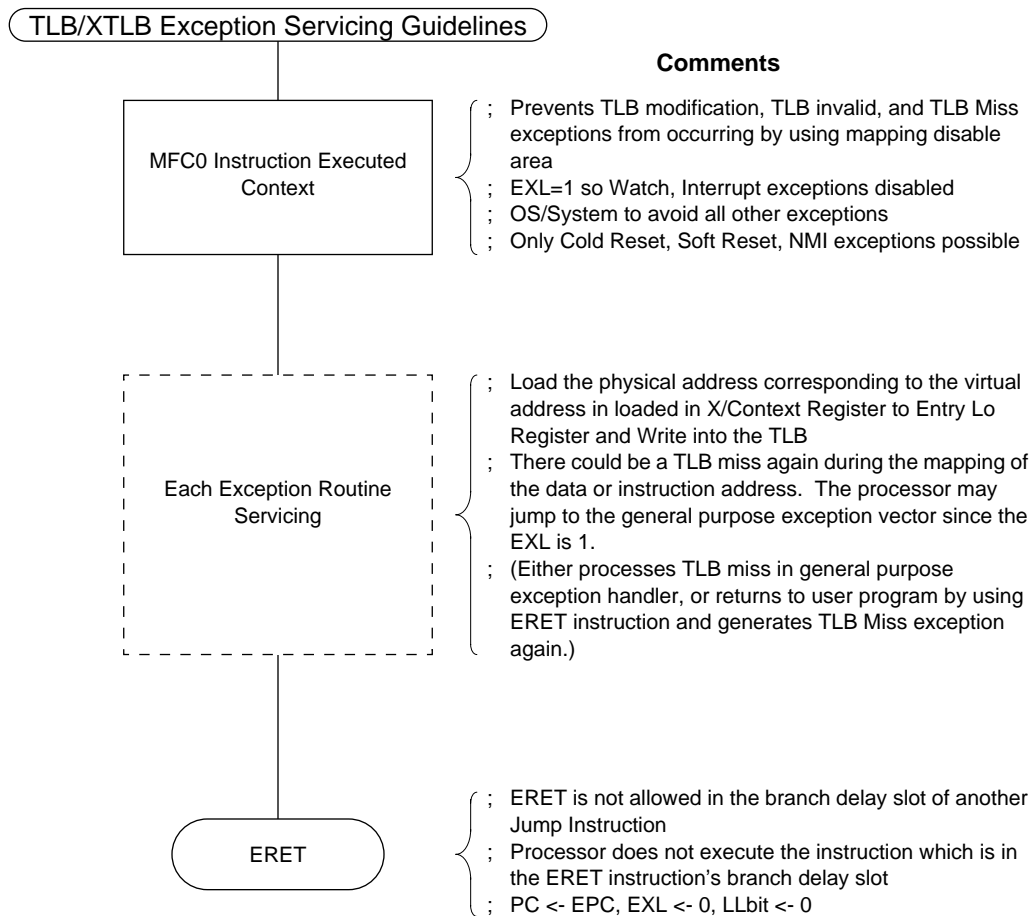 TLB/XTLB Exception Servicing Guidelines
Comments
MFC0 Instruction Executed
Context
; Prevents TLB modification, TLB invalid, and TLB Miss
exceptions from occurring by using mapping disable
area
; EXL=1 so Watch, Interrupt exceptions disabled
; OS/System to avoid all other exceptions
; Only Cold Reset, Soft Reset, NMI exceptions possible
Each Exception Routine
Servicing
; Load the physical address corresponding to the virtual
address in loaded in X/Context Register to Entry Lo
Register and Write into the TLB
; There could be a TLB miss again during the mapping of
the data or instruction address. The processor may
jump to the general purpose exception vector since the
EXL is 1.
; (Either processes TLB miss in general purpose
exception handler, or returns to user program by using
ERET instruction and generates TLB Miss exception
again.)
ERET
; ERET is not allowed in the branch delay slot of another
Jump Instruction
; Processor does not execute the instruction which is in
the ERET instruction's branch delay slot
; PC <- EPC, EXL <- 0, LLbit <- 0